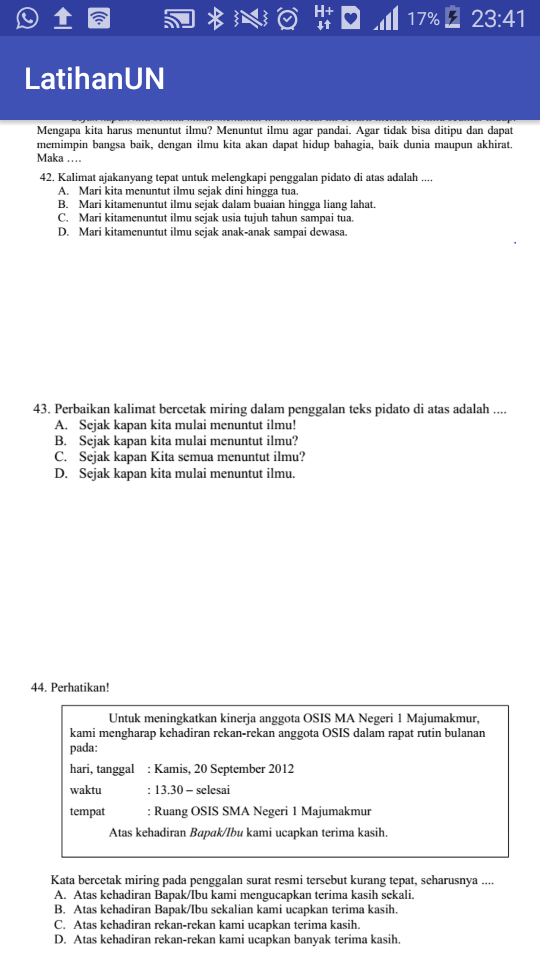 H+
17%
23:41
LatihanUN
Mengapa kita harus menuntut ilmu? Menuntut ilmu agar pandai. Agar tidak bisa ditipu dan dapat
memimpin bangsa baik, dengan ilmu kita akan dapat hidup bahagia, baik dunia maupun akhirat.
Maka ....
42. Kalimat ajakanyang tepat untuk melengkapi penggalan pidato di atas adalah ....
A. Mari kita menuntut ilmu sejak dini hingga tua.
B. Mari kitamenuntut ilmu sejak dalam buaian hingga liang lahat.
C. Mari kitamenuntut ilmu sejak usia tujuh tahun sampai tua.
D. Mari kitamenuntut ilmu sejak anak-anak sampai dewasa.
43. Perbaikan kalimat bercetak miring dalam penggalan teks pidato di atas adalah ....
A. Sejak kapan kita mulai menuntut ilmu!
B. Sejak kapan kita mulai menuntut ilmu?
C. Sejak kapan Kita semua menuntut ilmu?
D. Sejak kapan kita mulai menuntut ilmu.
44. Perhatikan!
Untuk meningkatkan kinerja anggota OSIS MA Negeri 1 Majumakmur,
kami mengharap kehadiran rekan-rekan anggota OSIS dalam rapat rutin bulanan
pada:
hari, tanggal : Kamis, 20 September 2012
waktu : 13.30 – selesai
tempat : Ruang OSIS SMA Negeri 1 Majumakmur
Atas kehadiran Bapak/Ibu kami ucapkan terima kasih.
Kata bercetak miring pada penggalan surat resmi tersebut kurang tepat, seharusnya ....
A. Atas kehadiran Bapak/Ibu kami mengucapkan terima kasih sekali.
B. Atas kehadiran Bapak/Ibu sekalian kami ucapkan terima kasih.
C. Atas kehadiran rekan-rekan kami ucapkan terima kasih.
D. Atas kehadiran rekan-rekan kami ucapkan banyak terima kasih.